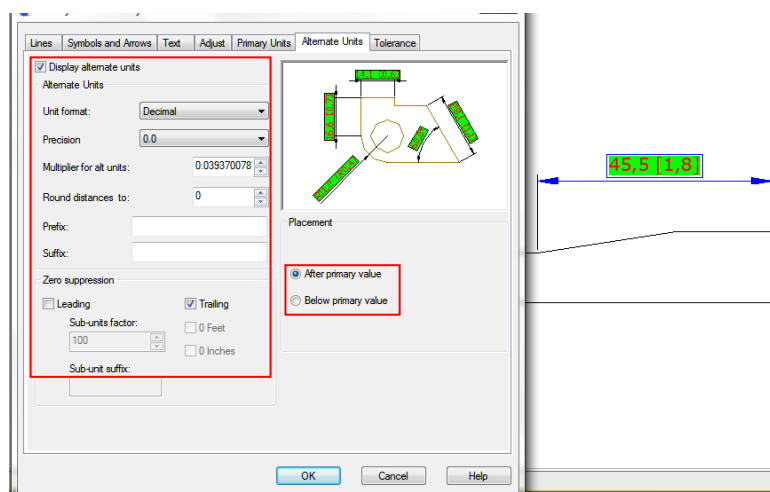 Lines Symbols and Arrows Text Adjust Primary Units Alternate Units Tolerance
Display alternate units
Alternate Units
Unit format: Decimal
Precision 0.0
Multiplier for alt units: 0.039370078
Round distances to: 0
Prefix:
Suffix:
Zero suppression
Leading Trailing
Sub-units factor: 0 Feet
100
0 Inches
Sub-unit suffix:
Placement
After primary value
Below primary value
45,5 [1,8]
OK Cancel Help